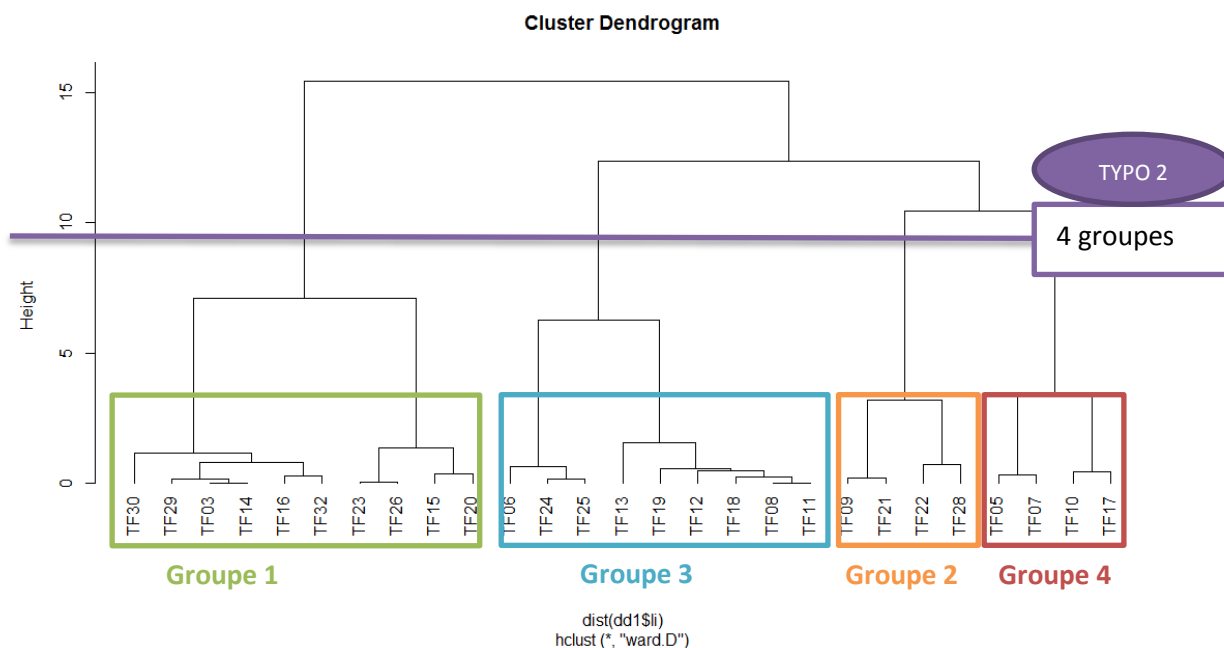 Cluster Dendrogram
TYPO 2
4 groupes
Height
15
10
5
0
TF30
TF29
TF03
TF14
TF16
TF32
TF23
TF26
TF15
TF20
TF06
TF24
TF25
TF13
TF19
TF12
TF18
TF08
TF11
TF09
TF21
TF22
TF28
TF05
TF07
TF10
TF17
Groupe 1
Groupe 3
Groupe 2
Groupe 4
dist(dd1$li)
hclust (*, "ward.D")